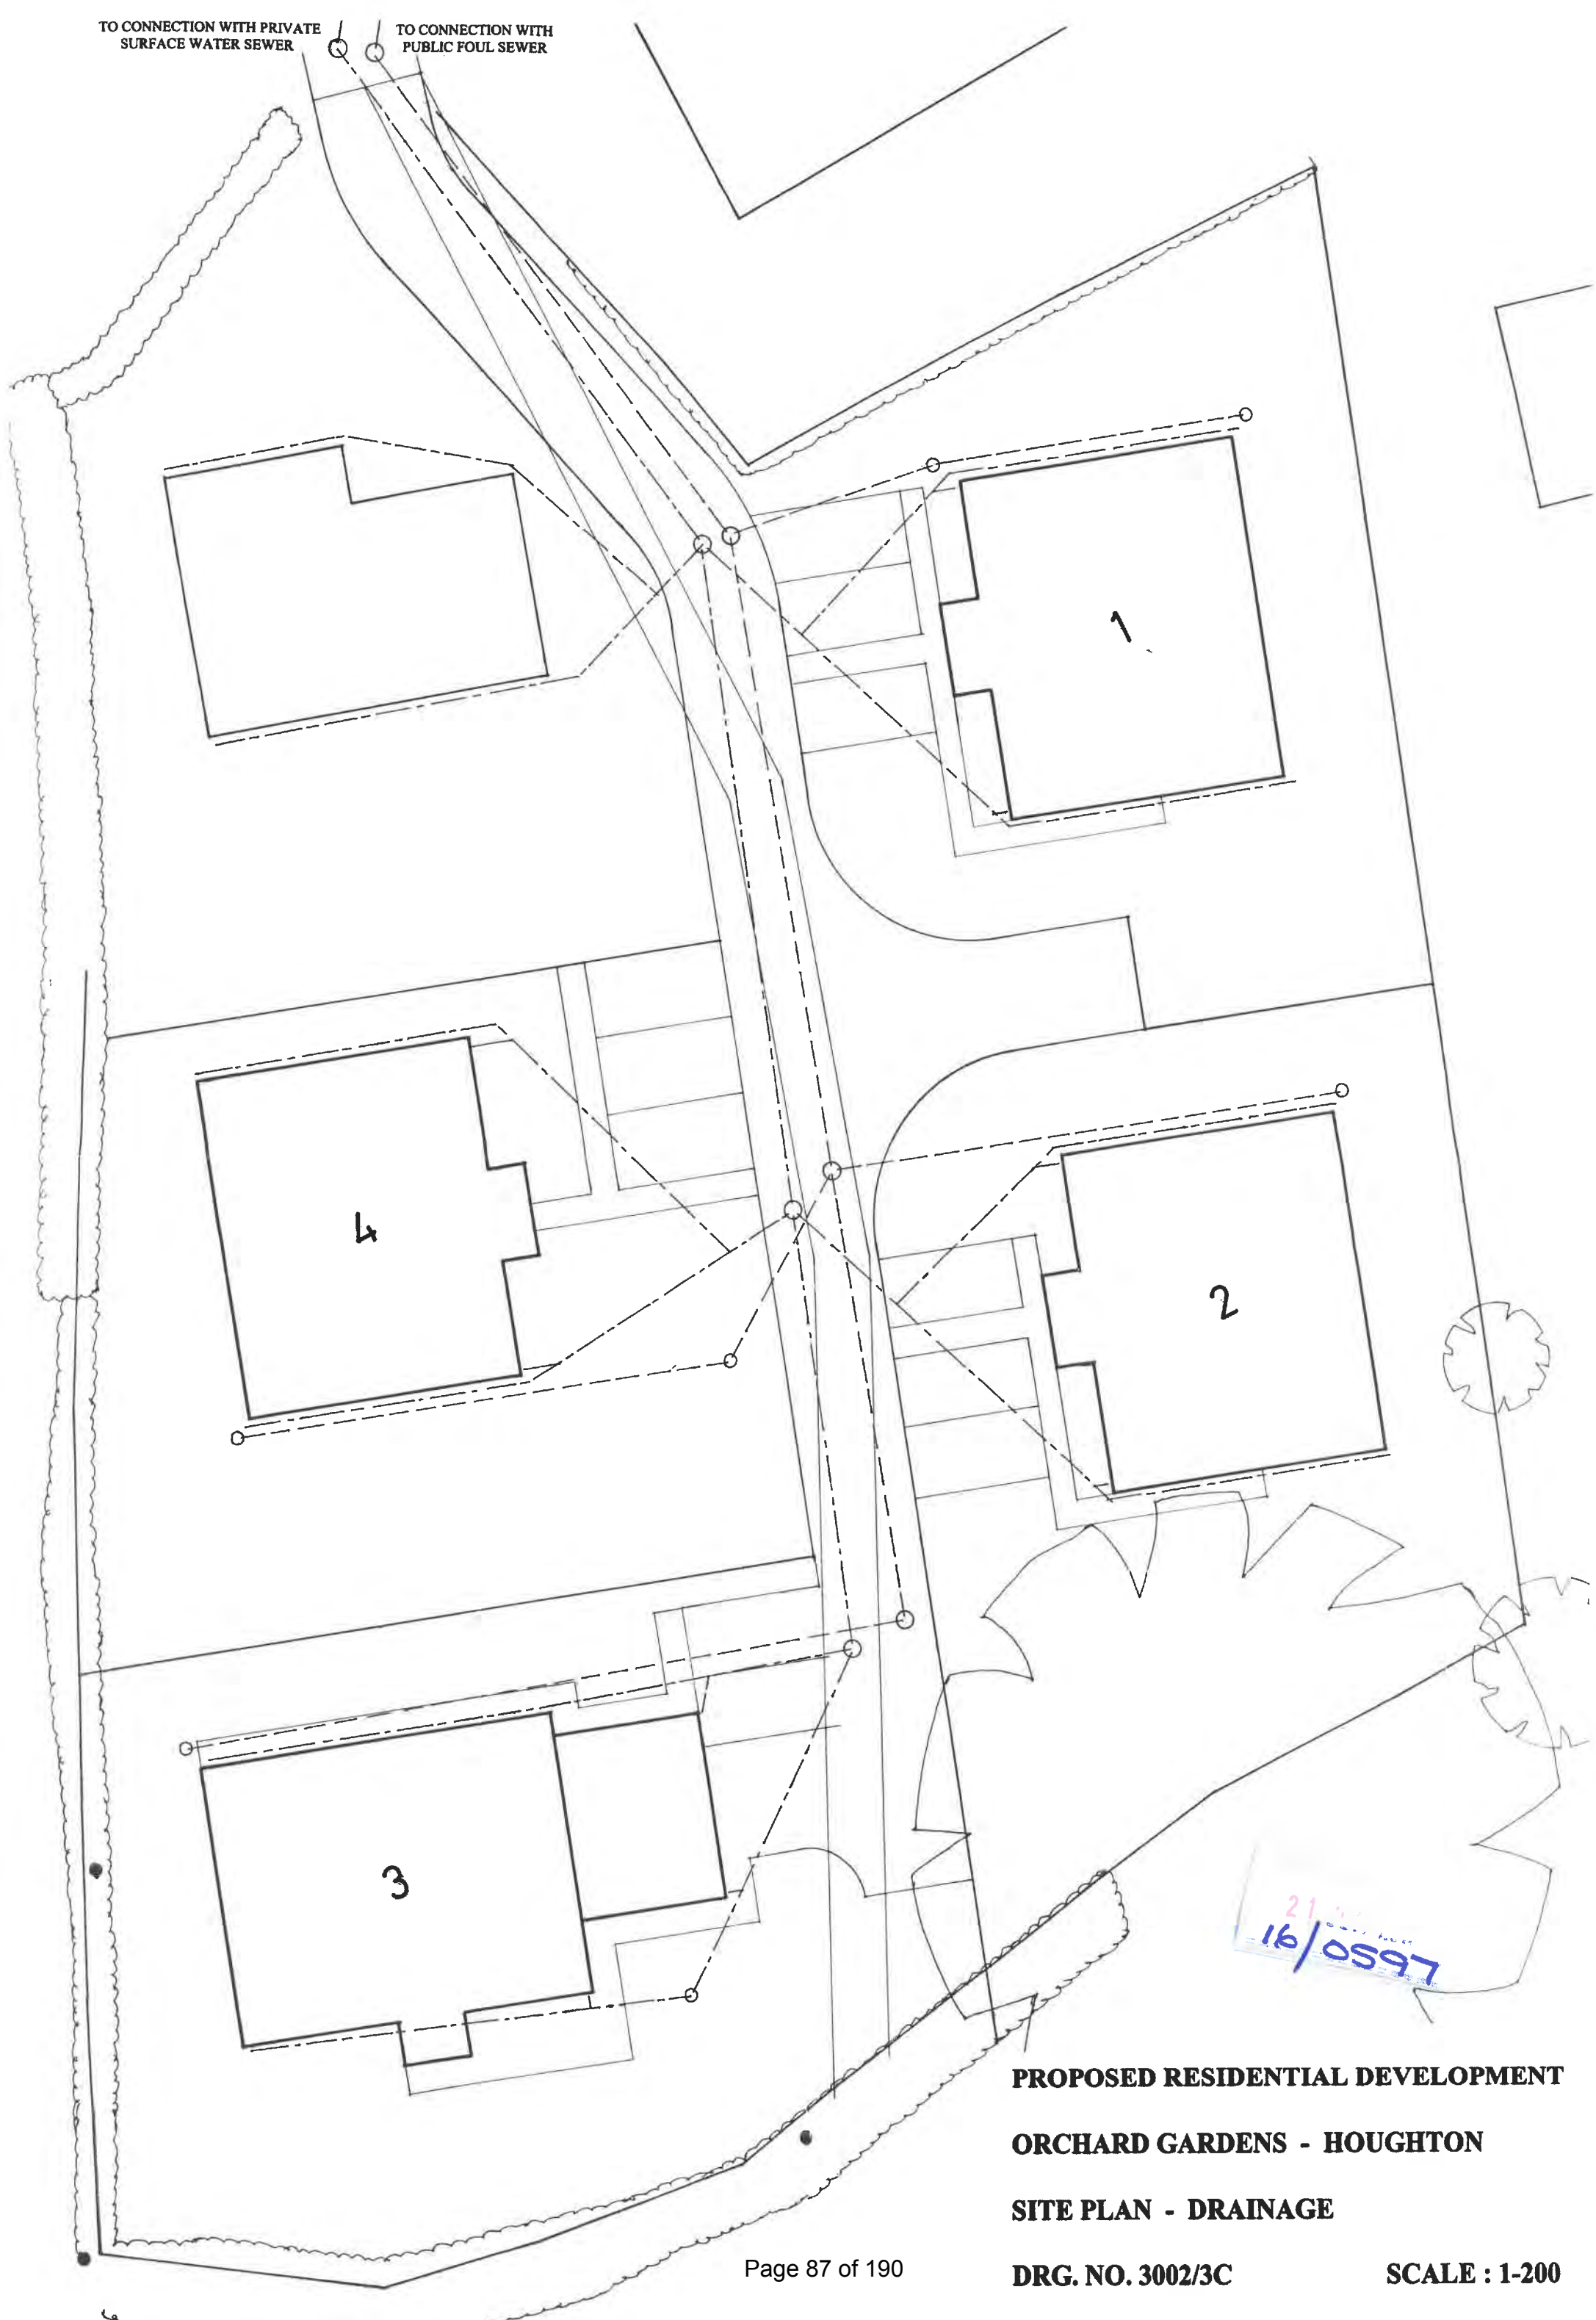 TO CONNECTION WITH PRIVATE
SURFACE WATER SEWER
TO CONNECTION WITH
PUBLIC FOUL SEWER
1
4
2
3
21
16/0597
PROPOSED RESIDENTIAL DEVELOPMENT
ORCHARD GARDENS - HOUGHTON
SITE PLAN - DRAINAGE
DRG. NO. 3002/3C
SCALE : 1-200
Page 87 of 190